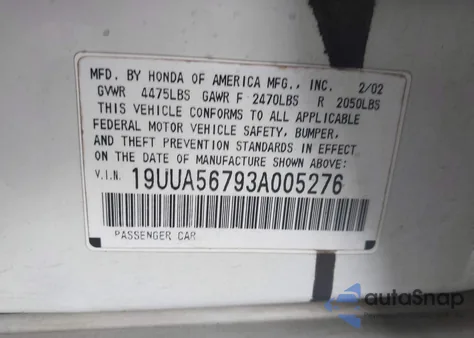 MFD. BY HONDA OF AMERICA MFG., INC. 2/02
GVWR 4475LBS GAWR F 2470LBS R 2050LBS
THIS VEHICLE CONFORMS TO ALL APPLICABLE
FEDERAL MOTOR VEHICLE SAFETY, BUMPER,
AND THEFT PREVENTION STANDARDS IN EFFECT
ON THE DATE OF MANUFACTURE SHOWN ABOVE:
V.I.N. 19UUA56793A005276
PASSENGER CAR
autoSnap